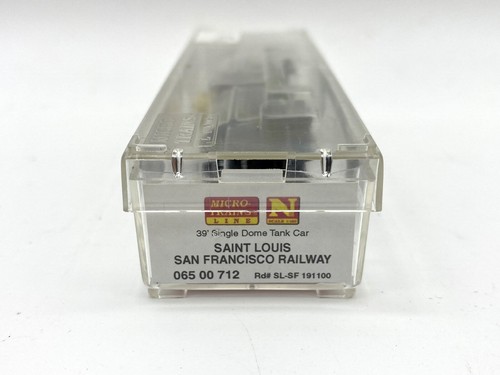 MICRO-
TRAINS
LINE
N
39' Single Dome Tank Car
SAINT LOUIS
SAN FRANCISCO RAILWAY
065 00 712 Rd# SL-SF 191100